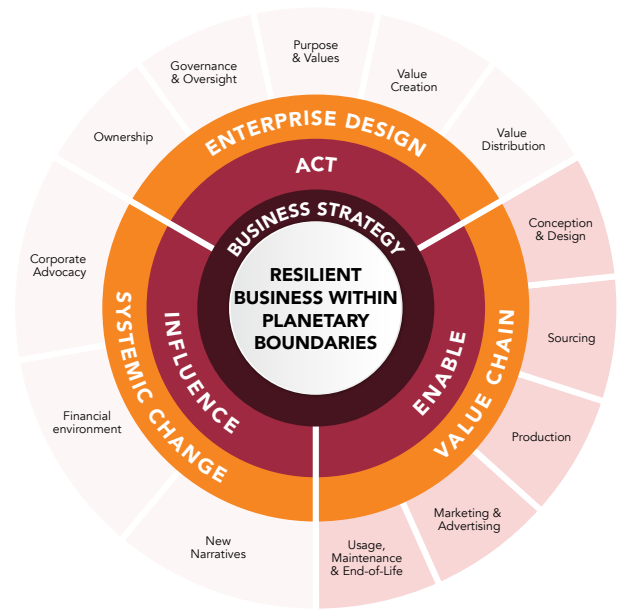 Purpose
& Values
Governance
& Oversight
Value
Creation
Ownership
Value
Distribution
ENTERPRISE DESIGN
ACT
BUSINESS STRATEGY
RESILIENT
BUSINESS WITHIN
PLANETARY
BOUNDARIES
Conception
& Design
Sourcing
Production
Marketing &
Advertising
Usage,
Maintenance
& End-of-Life
VALUE CHAIN
ENABLE
Corporate
Advocacy
Financial
environment
New
Narratives
SYSTEMIC CHANGE
INFLUENCE